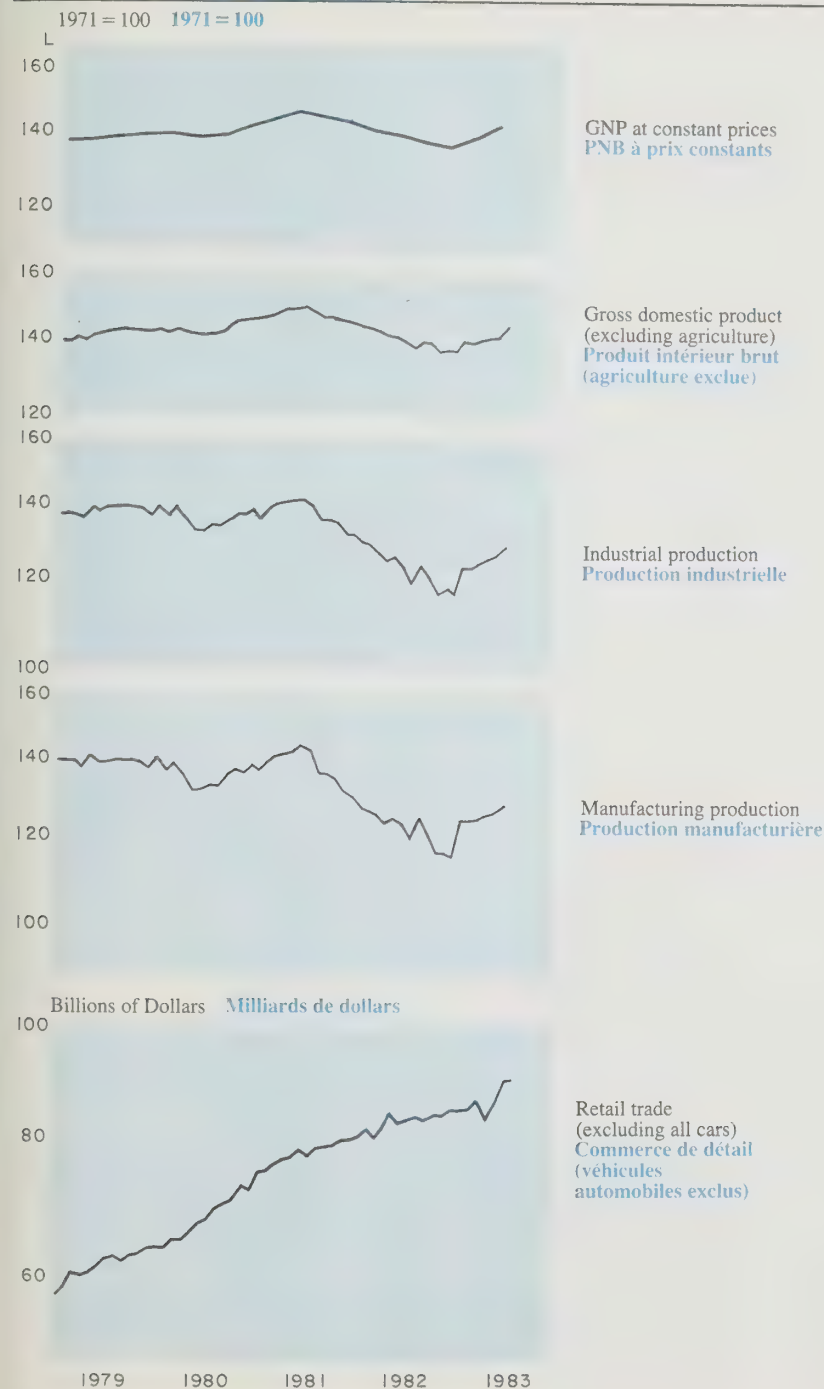 1971 = 100 1971 = 100
L
160
140
120
GNP at constant prices
PNB à prix constants
160
140
120
Gross domestic product
(excluding agriculture)
Produit intérieur brut
(agriculture exclue)
160
140
120
100
Industrial production
Production industrielle
160
140
120
100
Manufacturing production
Production manufacturière
Billions of Dollars Milliards de dollars
100
80
60
Retail trade
(excluding all cars)
Commerce de détail
(véhicules
automobiles exclus)
1979 1980 1981 1982 1983